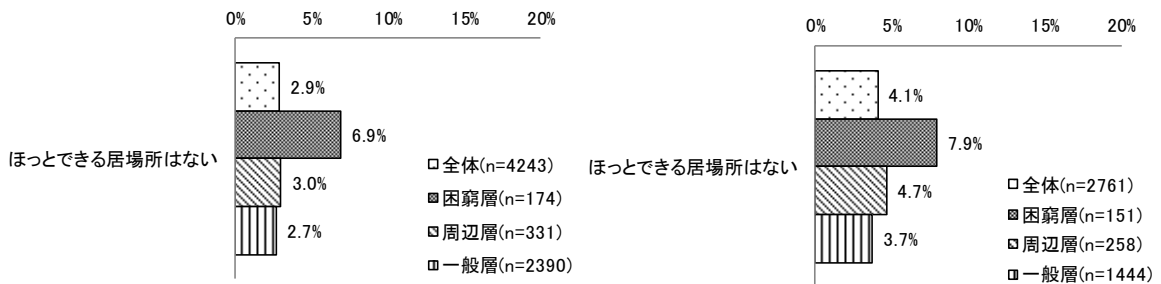 0% 5% 10% 15% 20%
2.9%
6.9%
3.0%
2.7%
ほっとできる居場所はない
全体(n=4243)
困窮層(n=174)
周辺層(n=331)
一般層(n=2390)
0% 5% 10% 15% 20%
4.1%
7.9%
4.7%
3.7%
ほっとできる居場所はない
全体(n=2761)
困窮層(n=151)
周辺層(n=258)
一般層(n=1444)